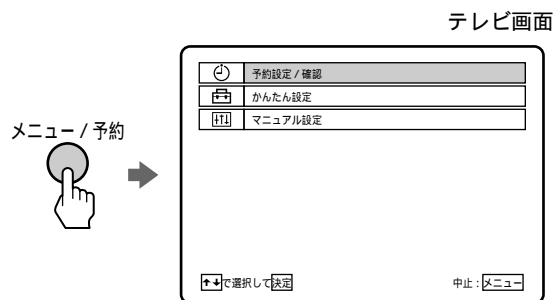 テレビ画面
メニュー / 予約
予約設定 / 確認
かんたん設定
マニュアル設定
↑↓で選択して決定
中止 : メニュー